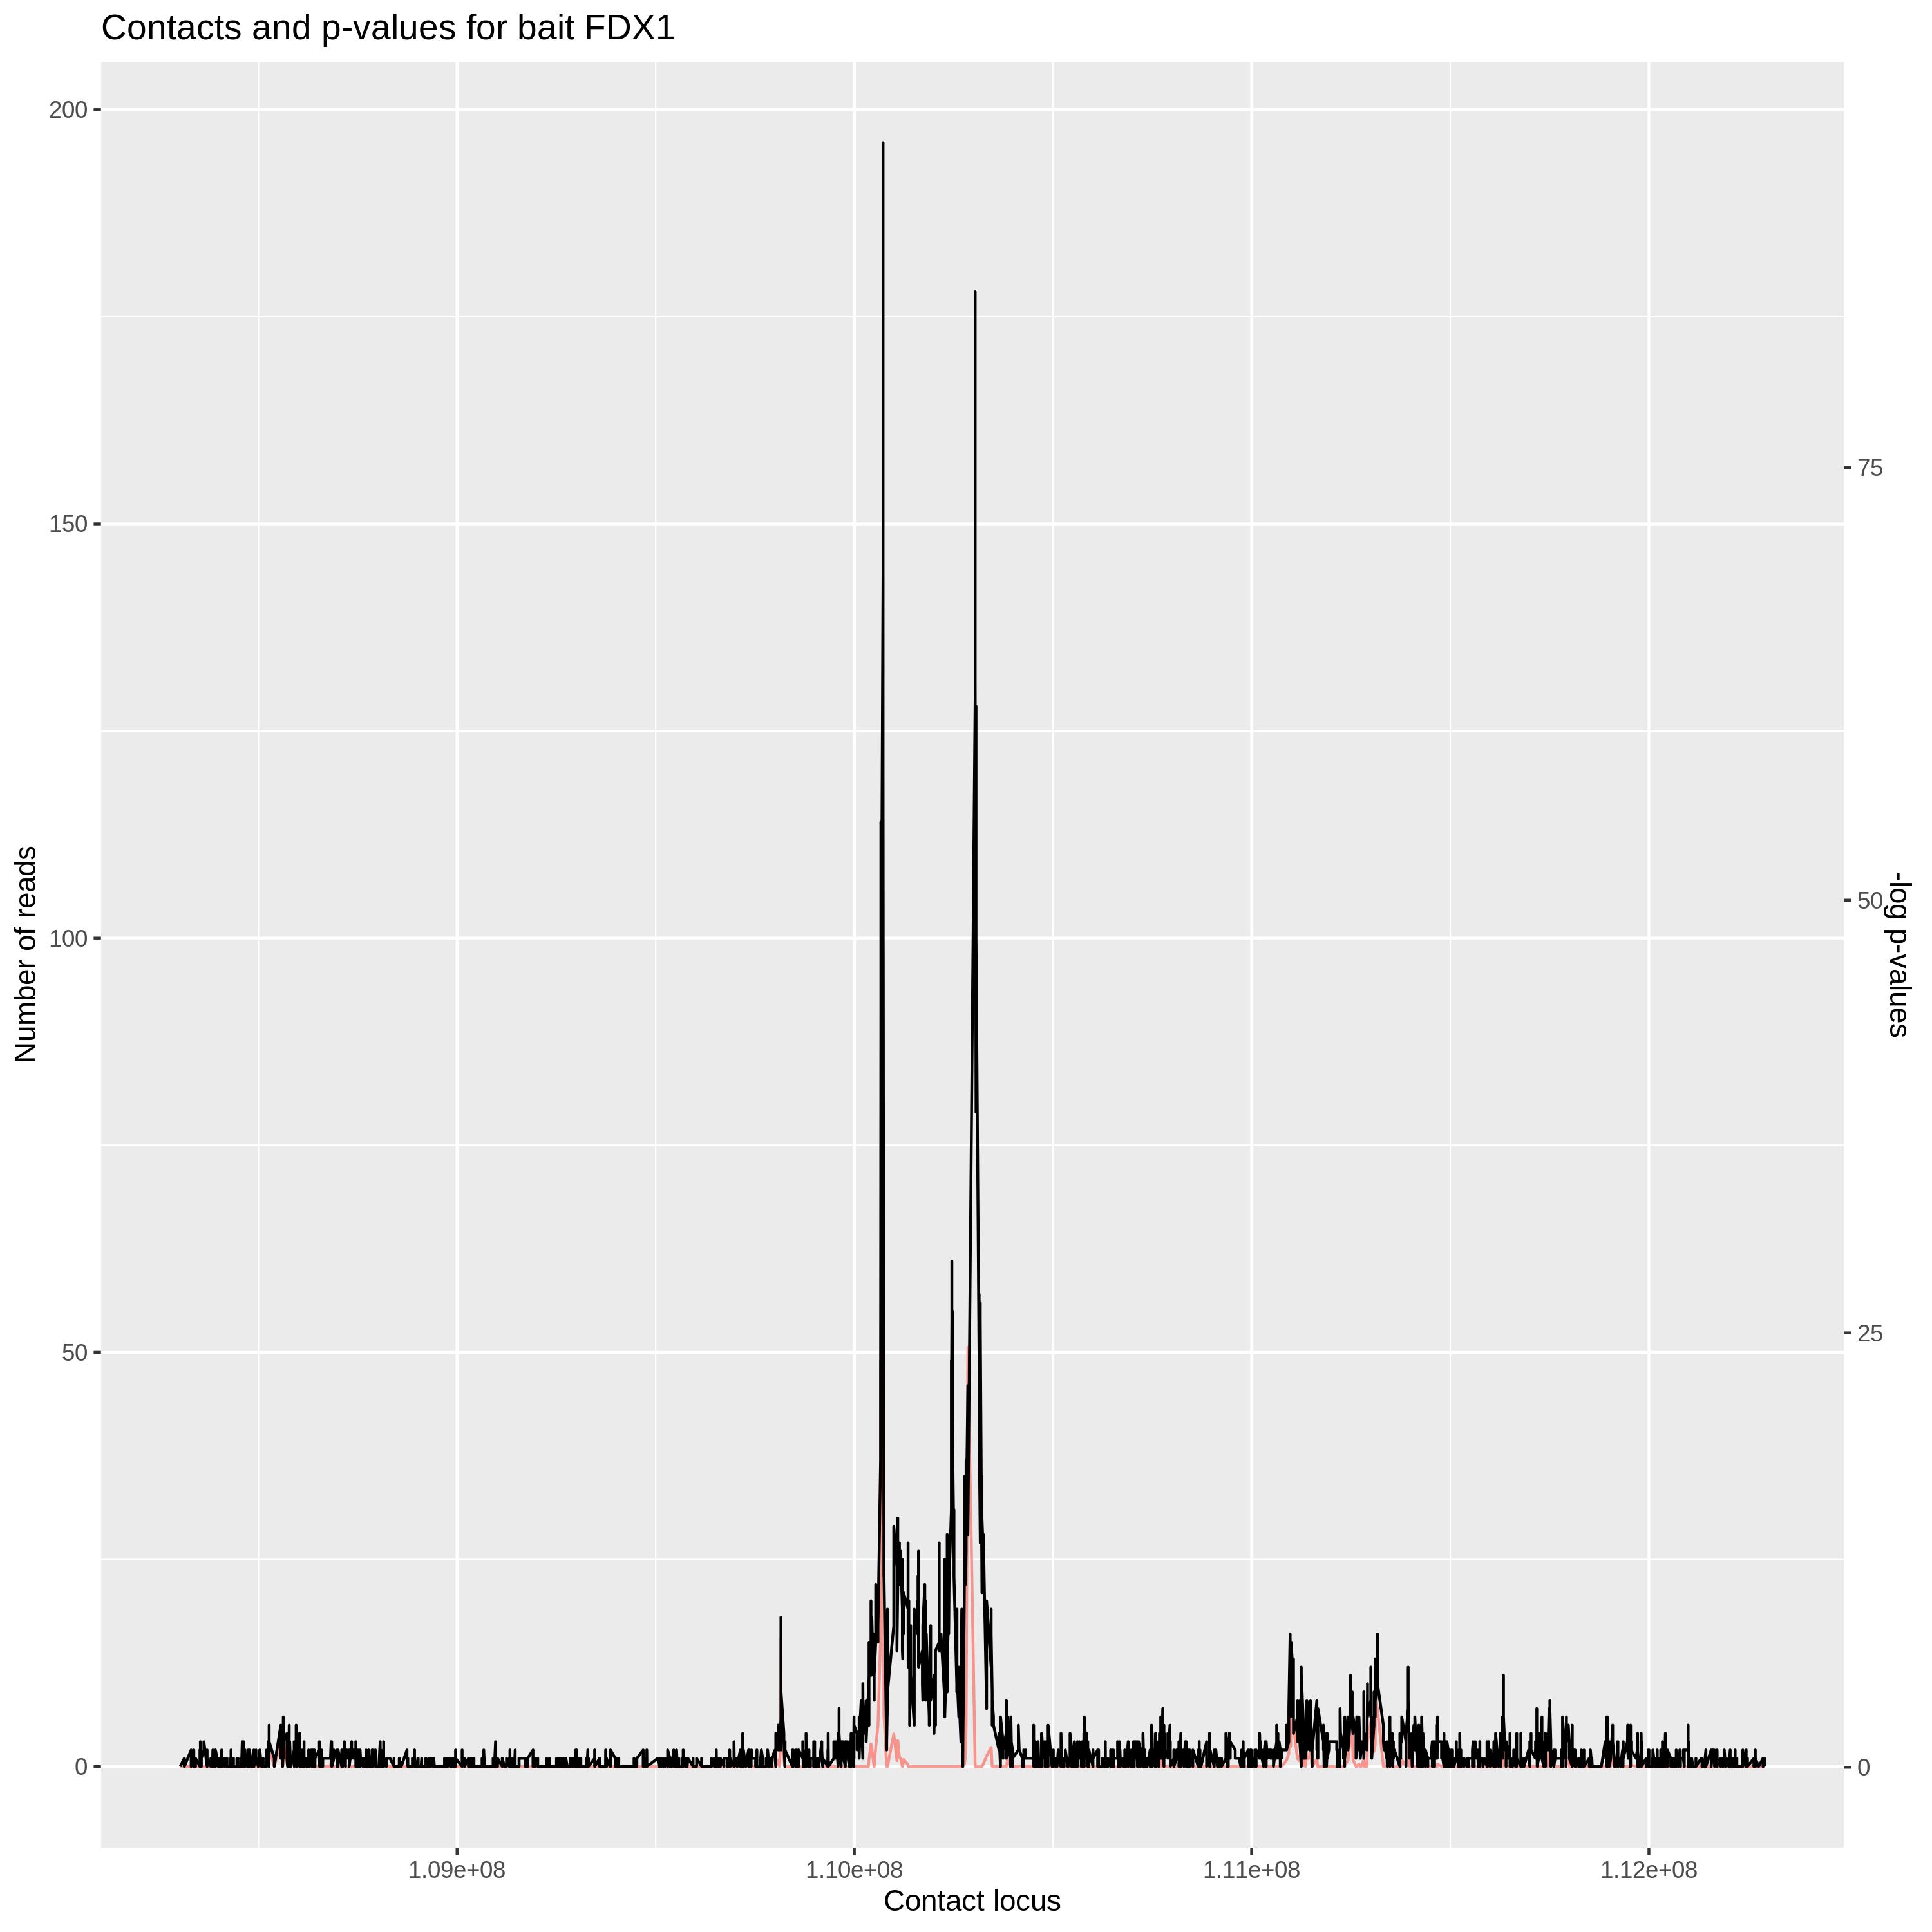 Contacts and p-values for bait FDX1
200
150
100
50
0
Number of reads
75
50
25
0
-log p-values
1.09e+08
1.10e+08
1.11e+08
1.12e+08
Contact locus